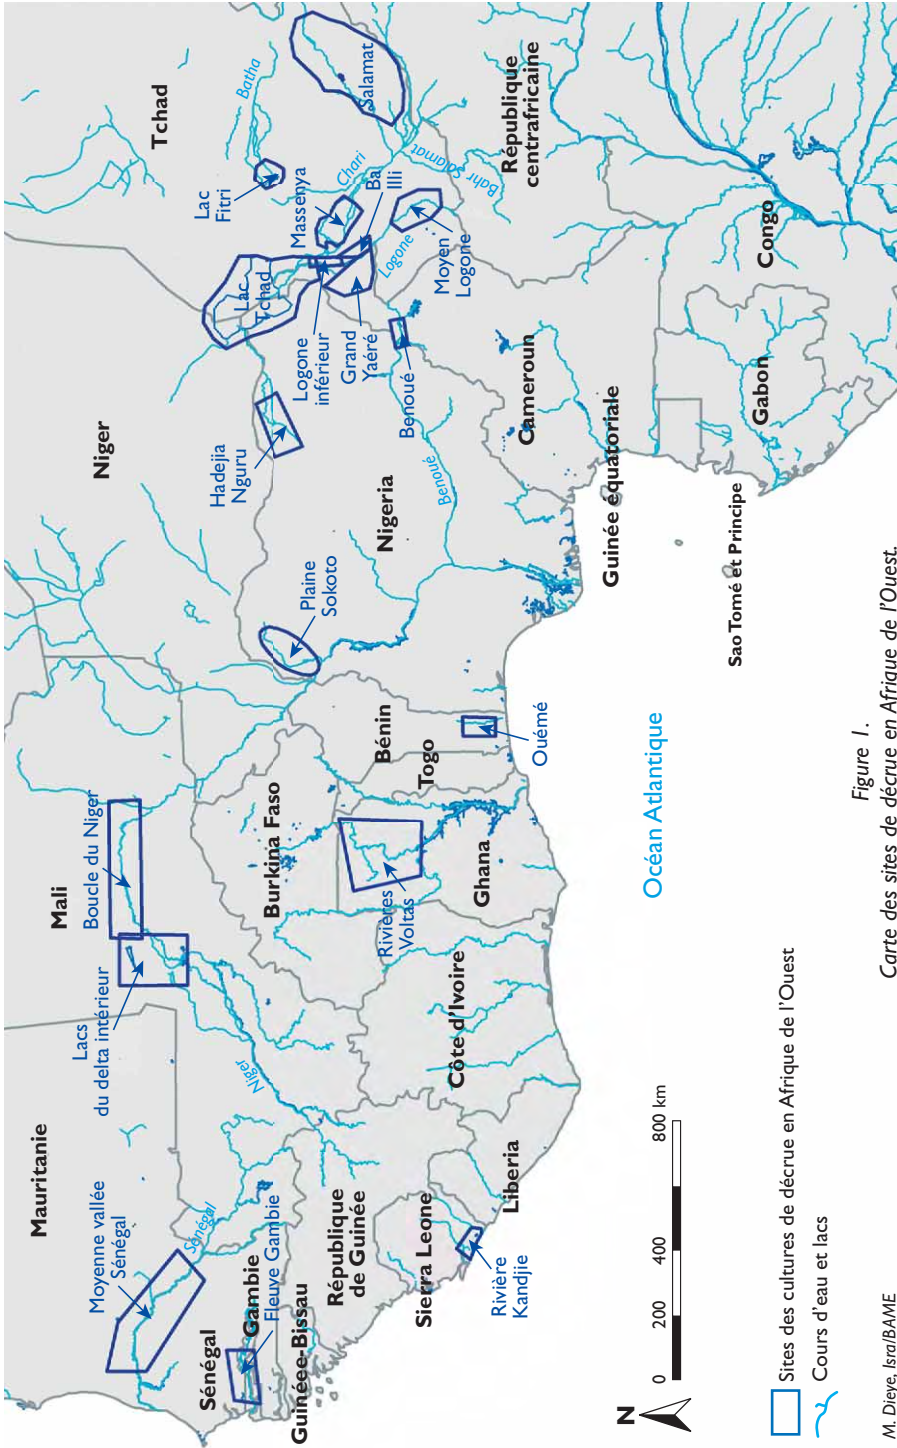 Mauritanie
Mali
Niger
Tchad
Moyenne vallée
Sénégal
Lacs
du delta intérieur
Boucle du Niger
Hadejia
Nguru
Lac
Tchad
Lac
Fitri
Batha
Massenya
Chari
Ba
Illi
Salamat
Bahr Salamat
Logone
inférieur
Grand
Yaéré
Logone
Moyen
Logone
Benoué
Benoué
Plaine
Sokoto
Sénégal
Sénégal
Gambie
Fleuve Gambie
Guinéee-Bissau
République
de Guinée
Niger
Sierra Leone
Rivière
Kandjie
Liberia
Côte d'Ivoire
Burkina Faso
Rivières
Voltas
Ghana
Togo
Bénin
Ouémé
Nigeria
Cameroun
République
centrafricaine
Guinée équatoriale
Gabon
Congo
Sao Tomé et Principe
Océan Atlantique
N
0 200 400 800 km
Sites des cultures de décrue en Afrique de l'Ouest
Cours d'eau et lacs
M. Dieye, Isra/BAME
Figure 1.
Carte des sites de décrue en Afrique de l'Ouest.